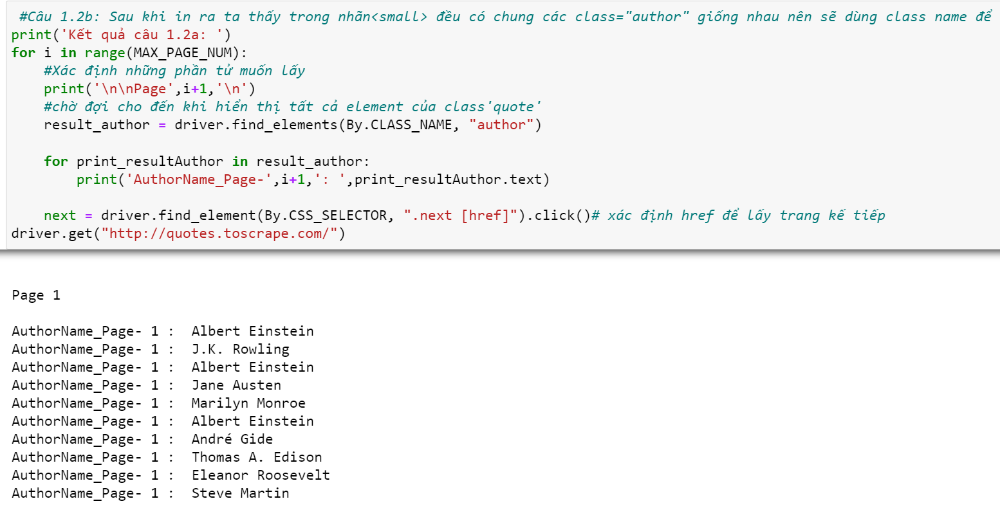 #Câu 1.2b: Sau khi in ra ta thấy trong nhãn<small> đều có chung các class="author" giống nhau nên sẽ dùng class name để
print('Kết quả câu 1.2a: ')
for i in range(MAX_PAGE_NUM):
    #Xác định những phần tử muốn lấy
    print('\n\nPage',i+1,'\n')
    #chờ đợi cho đến khi hiển thị tất cả element của class'quote'
    result_author = driver.find_elements(By.CLASS_NAME, "author")
    for print_resultAuthor in result_author:
        print('AuthorName_Page-',i+1,': ',print_resultAuthor.text)
    next = driver.find_element(By.CSS_SELECTOR, ".next [href]").click()# xác định href để lấy trang kế tiếp
driver.get("http://quotes.toscrape.com/")
Page 1
AuthorName_Page- 1 :  Albert Einstein
AuthorName_Page- 1 :  J.K. Rowling
AuthorName_Page- 1 :  Albert Einstein
AuthorName_Page- 1 :  Jane Austen
AuthorName_Page- 1 :  Marilyn Monroe
AuthorName_Page- 1 :  Albert Einstein
AuthorName_Page- 1 :  André Gide
AuthorName_Page- 1 :  Thomas A. Edison
AuthorName_Page- 1 :  Eleanor Roosevelt
AuthorName_Page- 1 :  Steve Martin